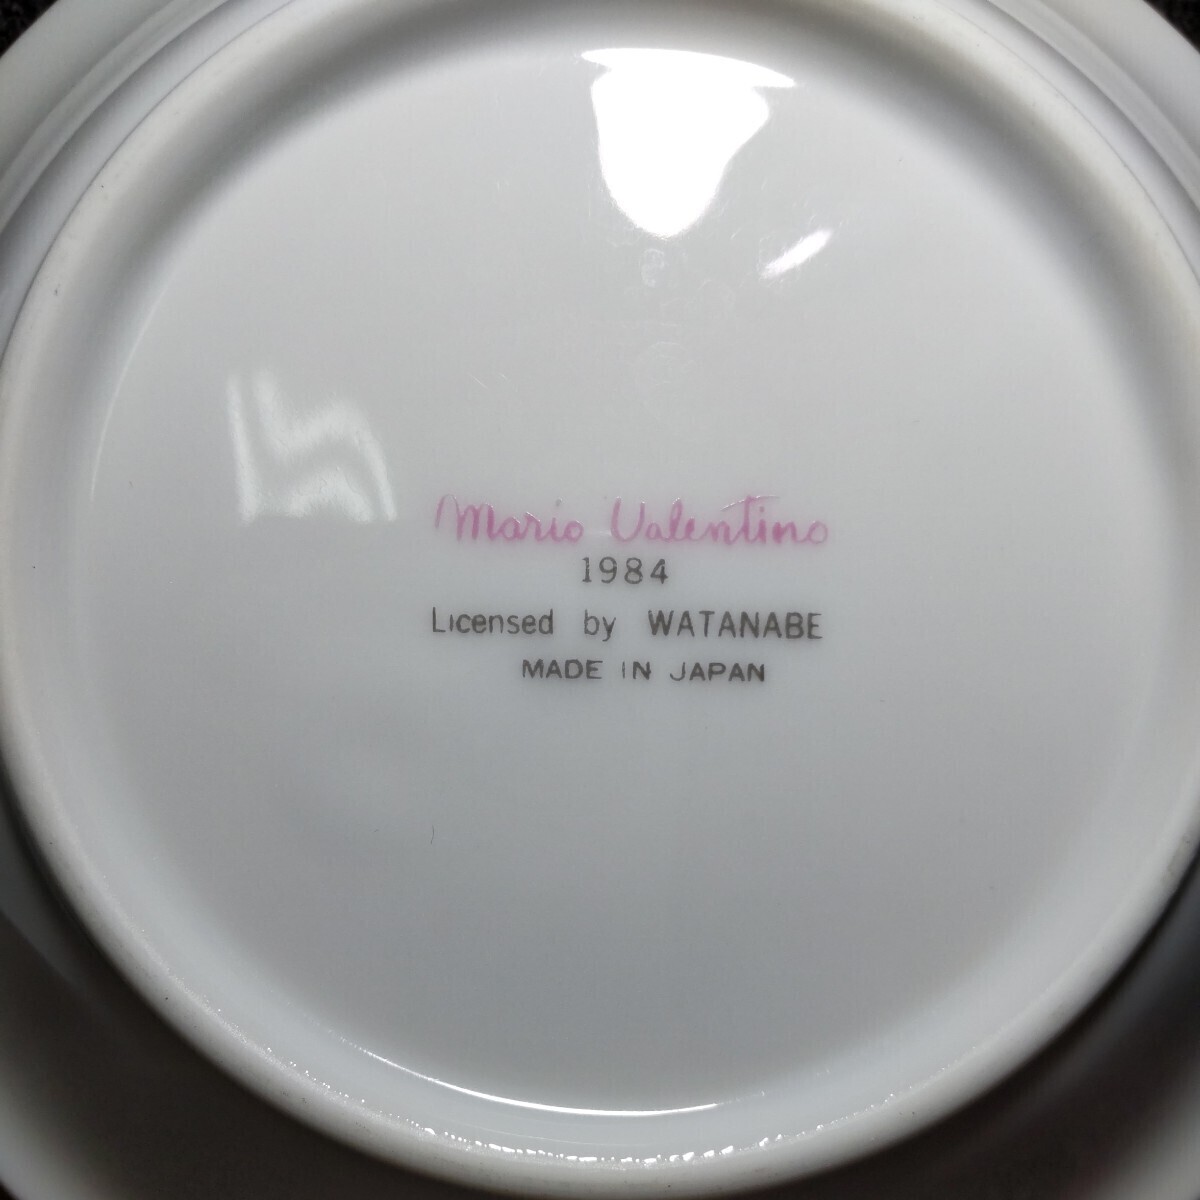 Mario Valentino
1984
Licensed by WATANABE
MADE IN JAPAN